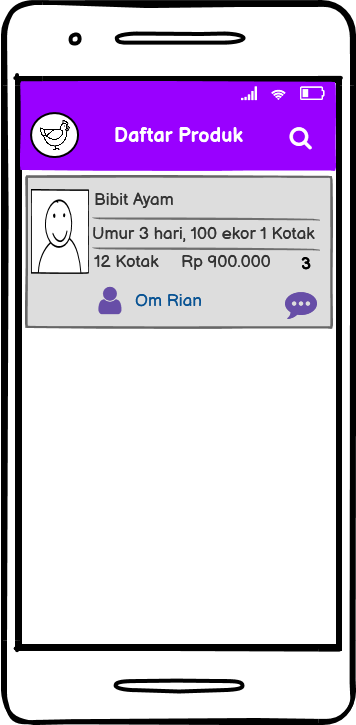 Daftar Produk
Bibit Ayam
Umur 3 hari, 100 ekor 1 Kotak
12 Kotak Rp 900.000 3
Om Rian